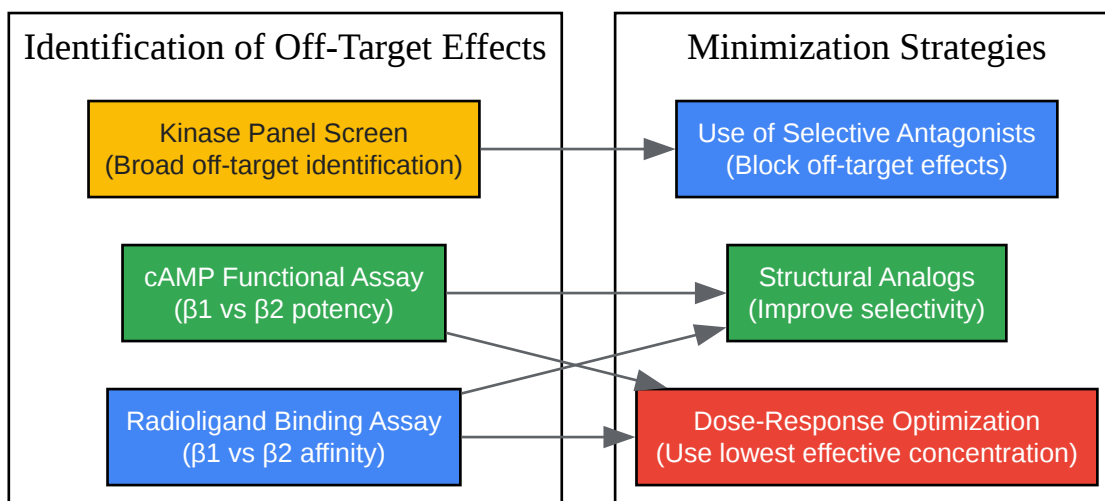 Identification of Off-Target Effects
Kinase Panel Screen
(Broad off-target identification)
cAMP Functional Assay
(β1 vs β2 potency)
Radioligand Binding Assay
(β1 vs β2 affinity)
Minimization Strategies
Use of Selective Antagonists
(Block off-target effects)
Structural Analogs
(Improve selectivity)
Dose-Response Optimization
(Use lowest effective concentration)